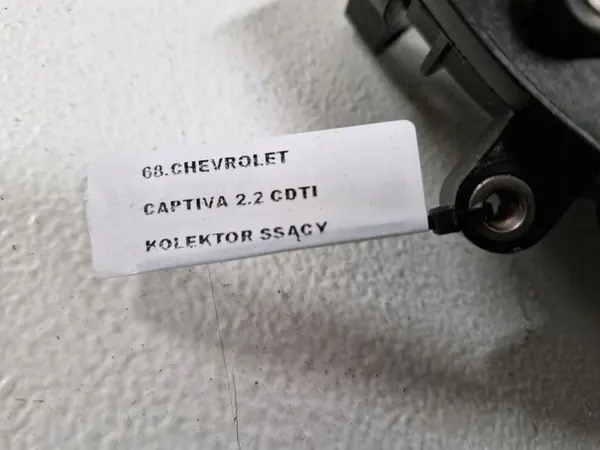 68.CHEVROLET
CAPTIVA 2.2 CDTI
KOLEKTOR SSĄCY